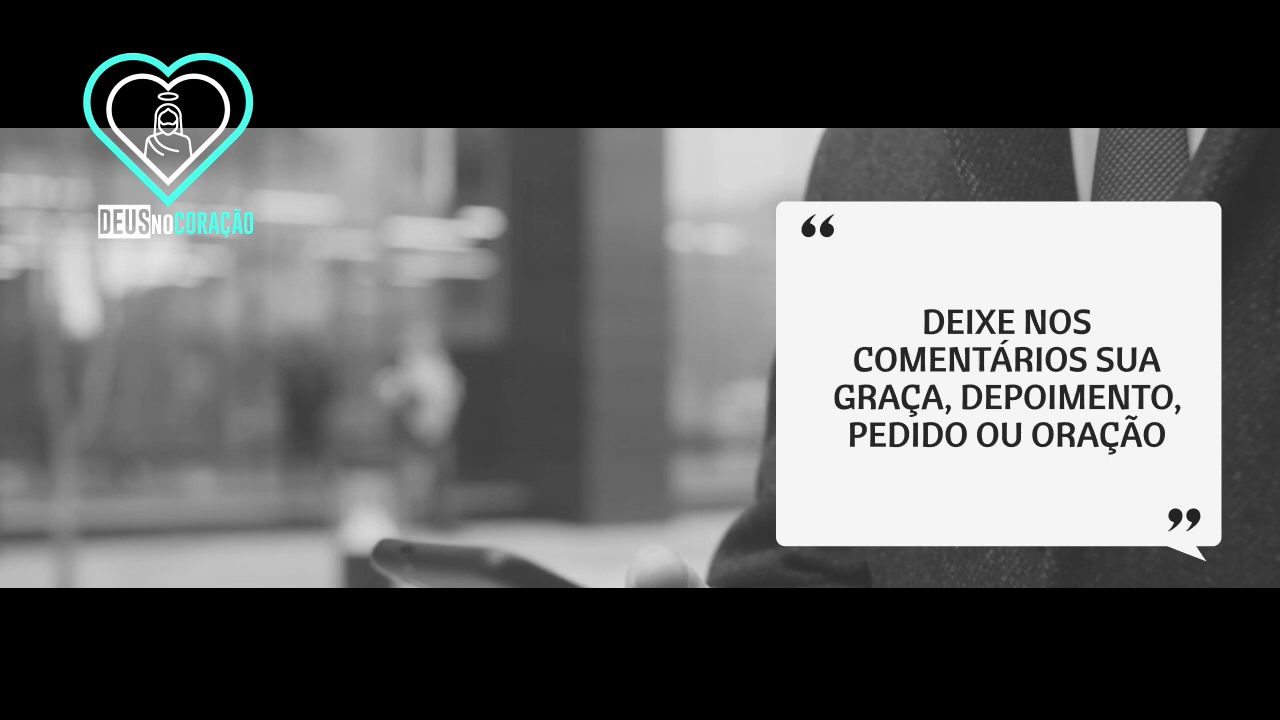 DEUSNOCORAÇÃO
“
DEIXE NOS
COMENTÁRIOS SUA
GRAÇA, DEPOIMENTO,
PEDIDO OU ORAÇÃO
”